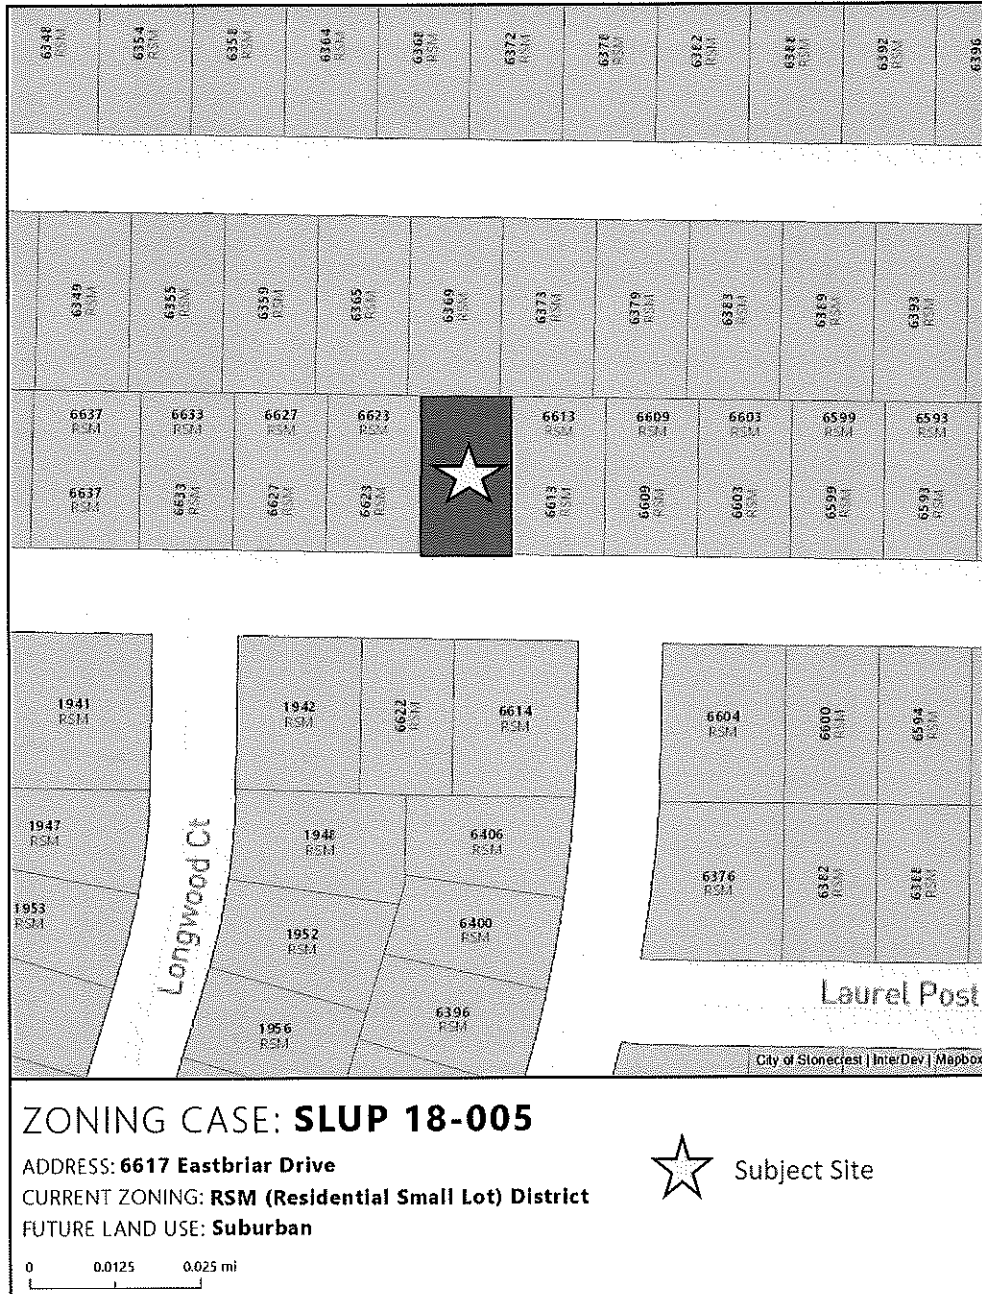 6348 6354 6358 6364 6368 6372 6378 6382 6388 6392 6396
RSM RSM RSM RSM RSM RSM RSM RSM RSM RSM
6349 6355 6359 6365 6369 6373 6379 6383 6389 6393
RSM RSM RSM RSM RSM RSM RSM RSM RSM RSM
6637 6633 6627 6623 6613 6609 6603 6599 6593
RSM RSM RSM RSM RSM RSM RSM RSM RSM
6637 6633 6627 6623 6613 6609 6603 6599 6593
RSM RSM RSM RSM RSM RSM RSM RSM RSM
1941 1942 6622 6614 6604 6600 6594
RSM RSM RSM RSM RSM RSM RSM
1947 1948 6406 6376 6382 6388
RSM RSM RSM RSM RSM RSM
1953 1952 6400
RSM RSM RSM
Longwood Ct
1956 6396
RSM RSM
Laurel Post
City of Stonecrest | InterDev | Mapbox
ZONING CASE: SLUP 18-005
ADDRESS: 6617 Eastbriar Drive
CURRENT ZONING: RSM (Residential Small Lot) District
FUTURE LAND USE: Suburban
Subject Site
0 0.0125 0.025 mi